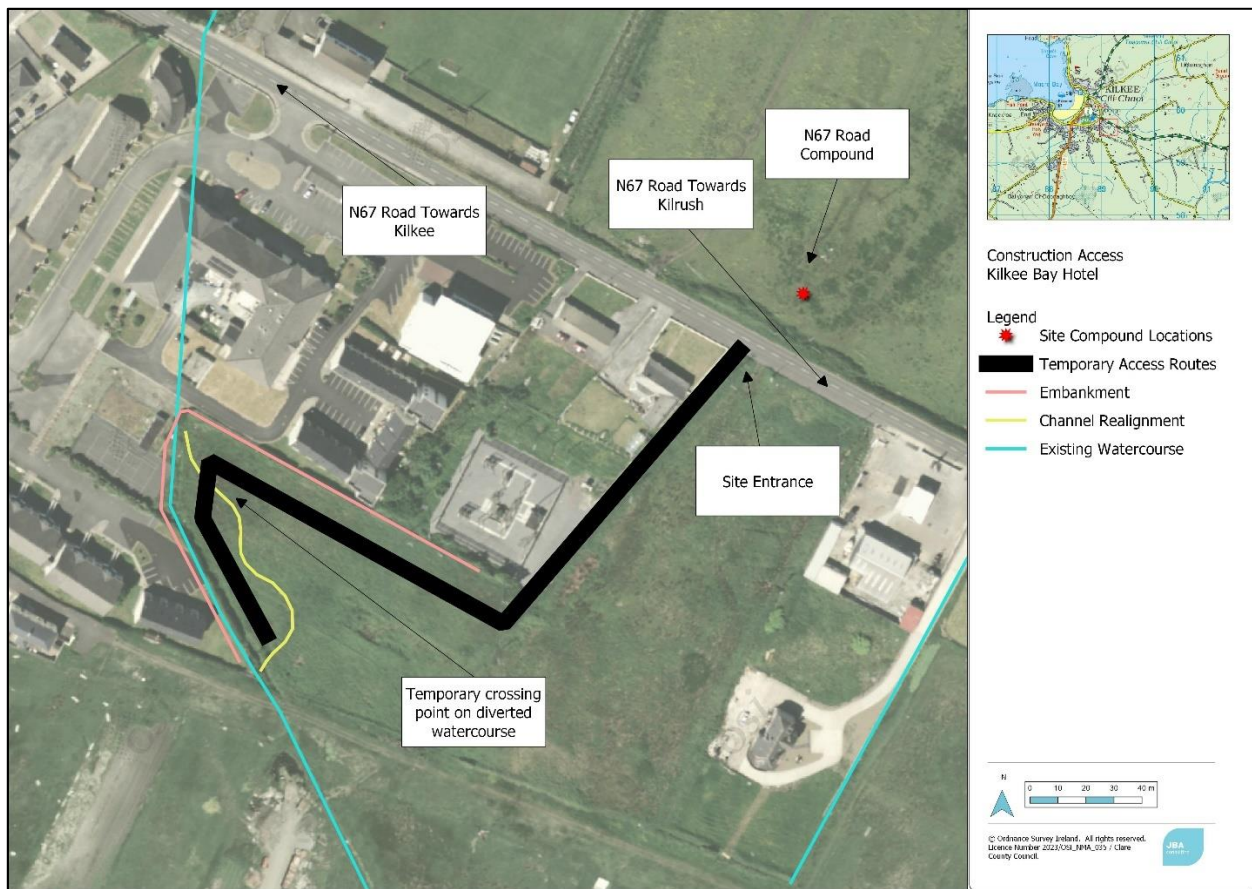 N67 Road Towards
Kilkee
N67 Road
Compound
N67 Road Towards
Kilrush
Site Entrance
Temporary crossing
point on diverted
watercourse
KILKEE
Cill Chaoi
Construction Access
Kilkee Bay Hotel
Legend
Site Compound Locations
Temporary Access Routes
Embankment
Channel Realignment
Existing Watercourse
N
0 10 20 30 40 m
© Ordnance Survey Ireland. All rights reserved.
Licence Number 2023/OSI_NMA_035 / Clare
County Council.
JBA